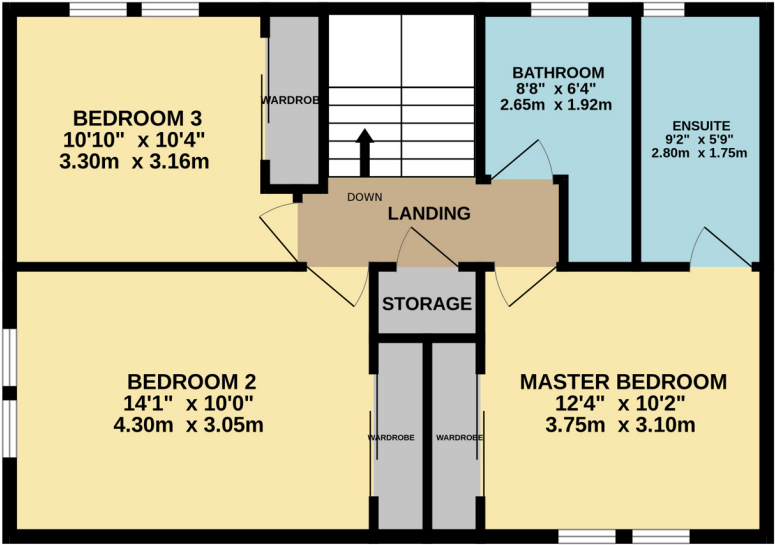 BEDROOM 3
10'10" x 10'4"
3.30m x 3.16m
WARDROBE
DOWN
LANDING
BATHROOM
8'8" x 6'4"
2.65m x 1.92m
ENSUITE
9'2" x 5'9"
2.80m x 1.75m
STORAGE
BEDROOM 2
14'1" x 10'0"
4.30m x 3.05m
WARDROBE
WARDROBE
MASTER BEDROOM
12'4" x 10'2"
3.75m x 3.10m